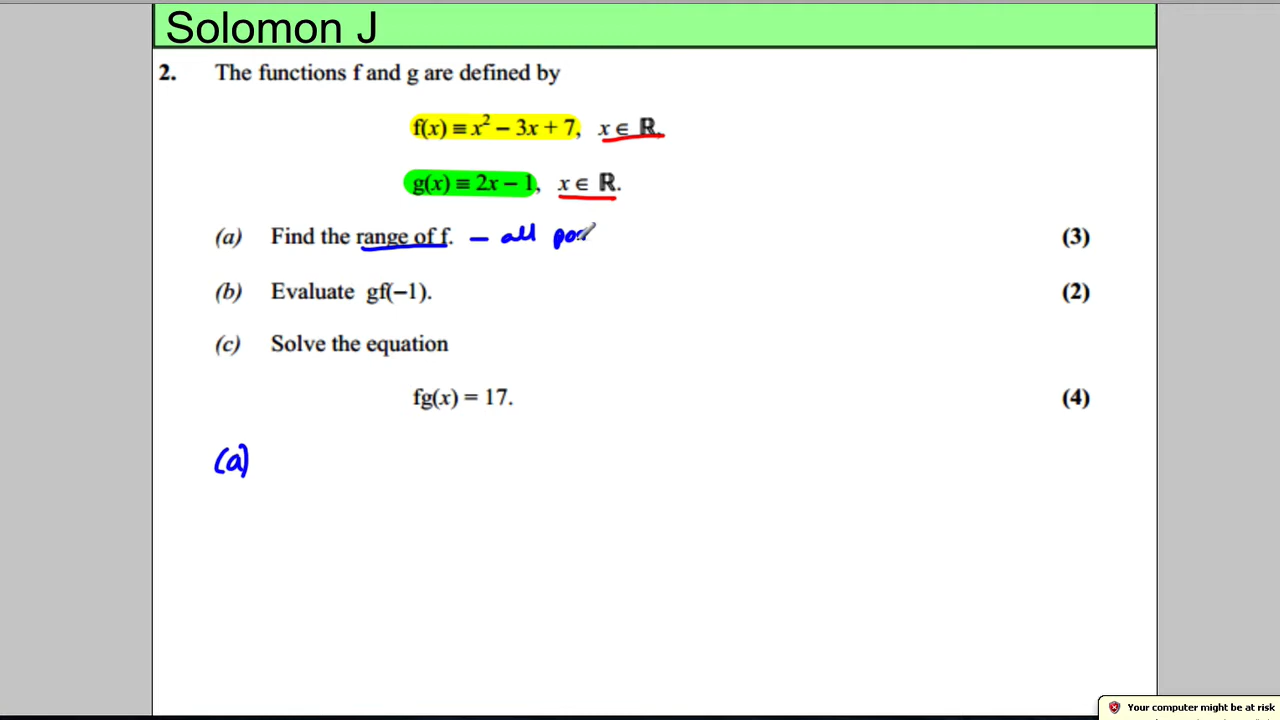 Solomon J
2. The functions f and g are defined by
f(x) ≡ x² − 3x + 7, x ∈ ℝ.
g(x) ≡ 2x − 1, x ∈ ℝ.
(a) Find the range of f. – all pos (3)
(b) Evaluate gf(−1). (2)
(c) Solve the equation
fg(x) = 17. (4)
(a)
Your computer might be at risk